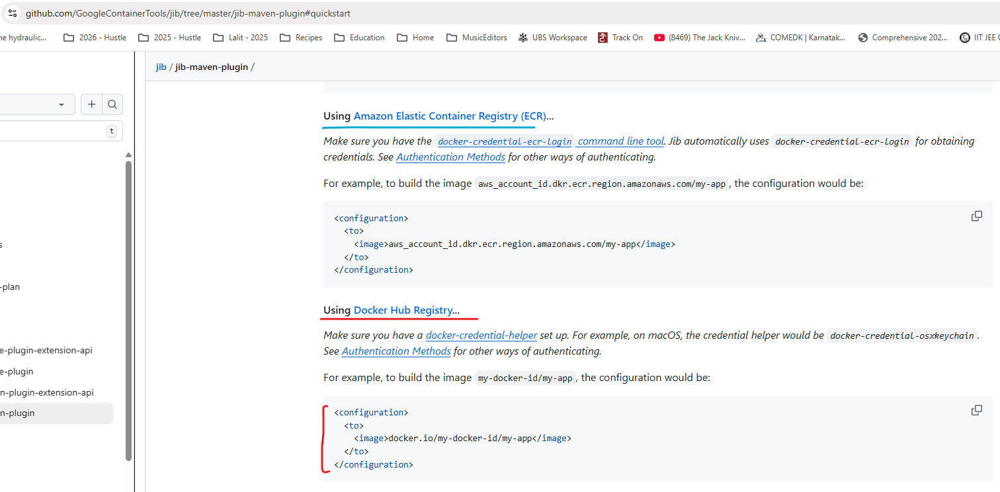 github.com/GoogleContainerTools/jib/tree/master/jib-maven-plugin#quickstart
ne hydraulic... 2026 - Hustle 2025 - Hustle Lalit - 2025 Recipes Education Home MusicEditors UBS Workspace Track On (8469) The Jack Kniv... COMEDK | Karnatak... Comprehensive 202... IIT JEE
jib / jib-maven-plugin /
t
s
-plan
e-plugin-extension-api
e-plugin
n-plugin-extension-api
n-plugin
Using Amazon Elastic Container Registry (ECR)...
Make sure you have the docker-credential-ecr-login command line tool. Jib automatically uses docker-credential-ecr-login for obtaining
credentials. See Authentication Methods for other ways of authenticating.
For example, to build the image aws_account_id.dkr.ecr.region.amazonaws.com/my-app , the configuration would be:
<configuration>
  <to>
    <image>aws_account_id.dkr.ecr.region.amazonaws.com/my-app</image>
  </to>
</configuration>
Using Docker Hub Registry...
Make sure you have a docker-credential-helper set up. For example, on macOS, the credential helper would be docker-credential-osxkeychain .
See Authentication Methods for other ways of authenticating.
For example, to build the image my-docker-id/my-app , the configuration would be:
<configuration>
  <to>
    <image>docker.io/my-docker-id/my-app</image>
  </to>
</configuration>